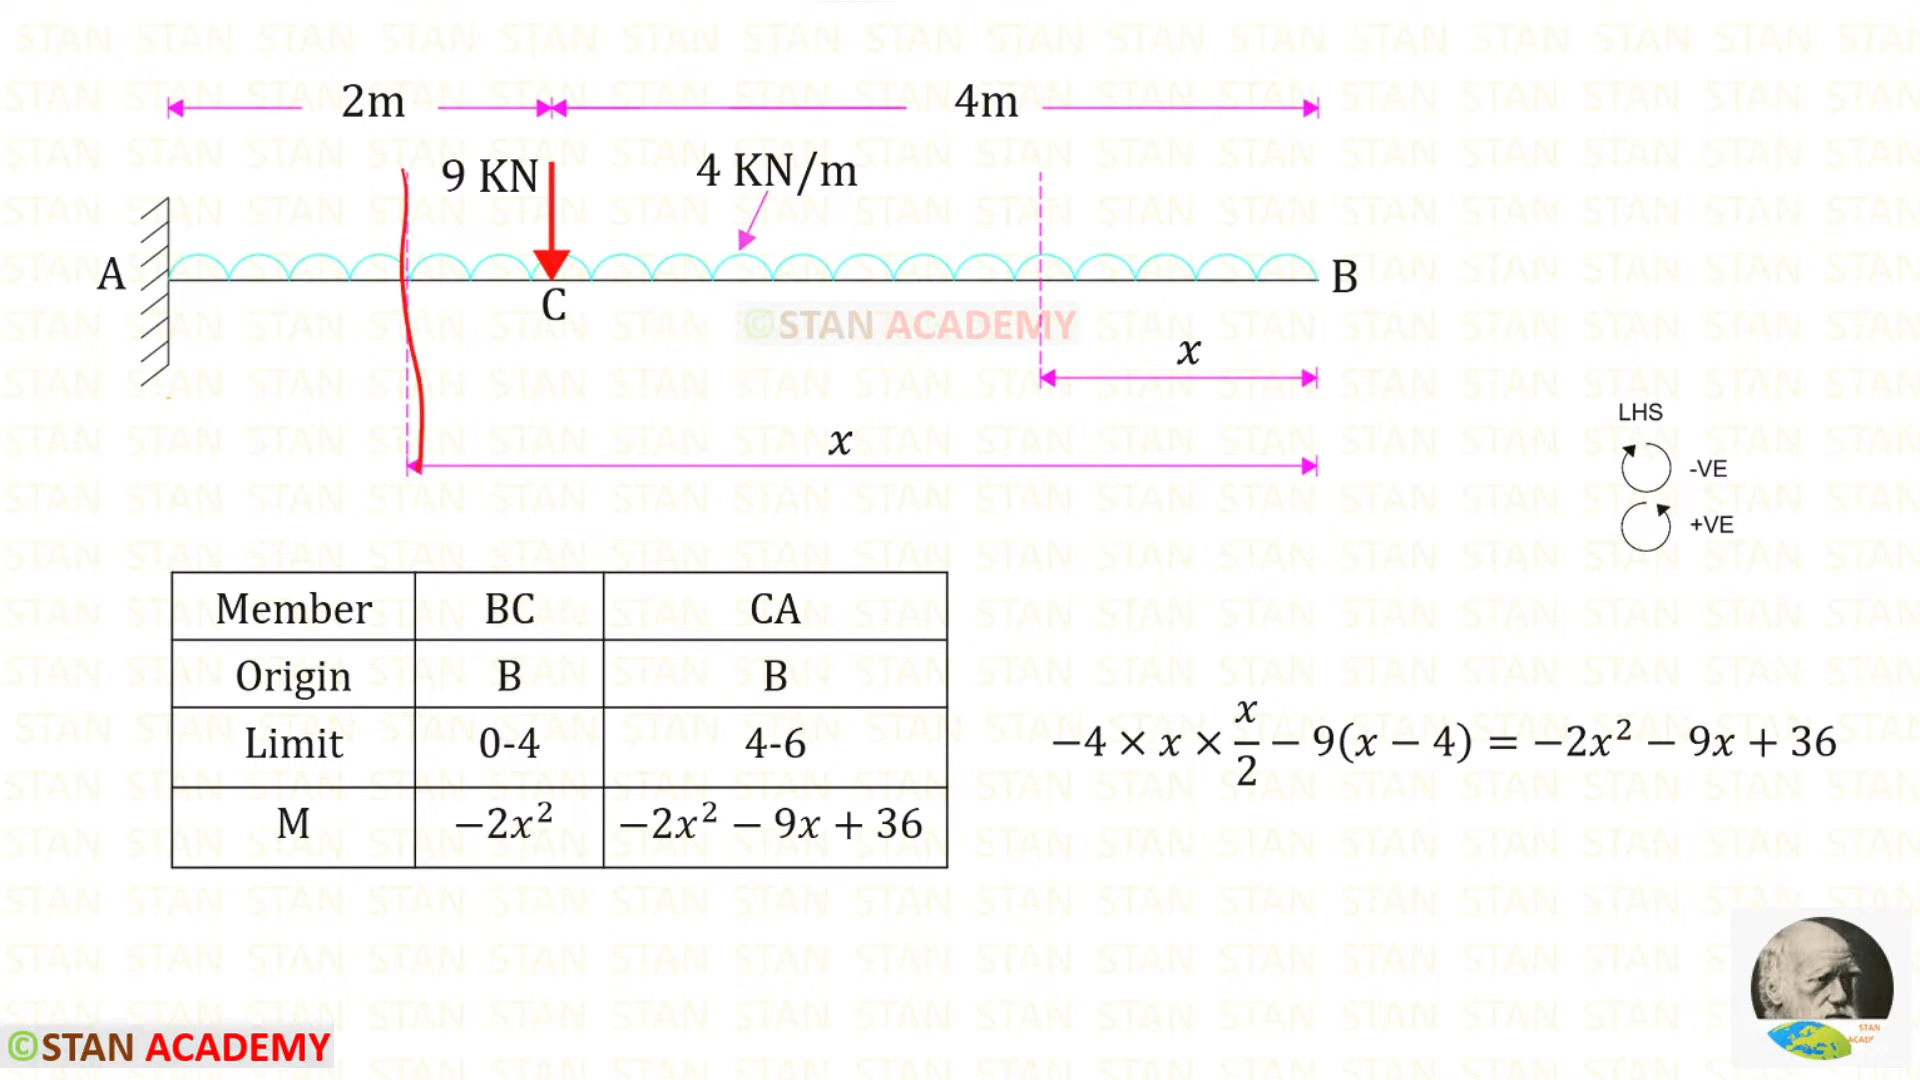 2m
4m
9 KN
4 KN/m
A
B
C
©STAN ACADEMY
x
x
LHS
-VE
+VE
Member BC CA
Origin B B
Limit 0-4 4-6
M −2x² −2x² − 9x + 36
−4 × x × x/2 − 9(x − 4) = −2x² − 9x + 36
©STAN ACADEMY
STAN